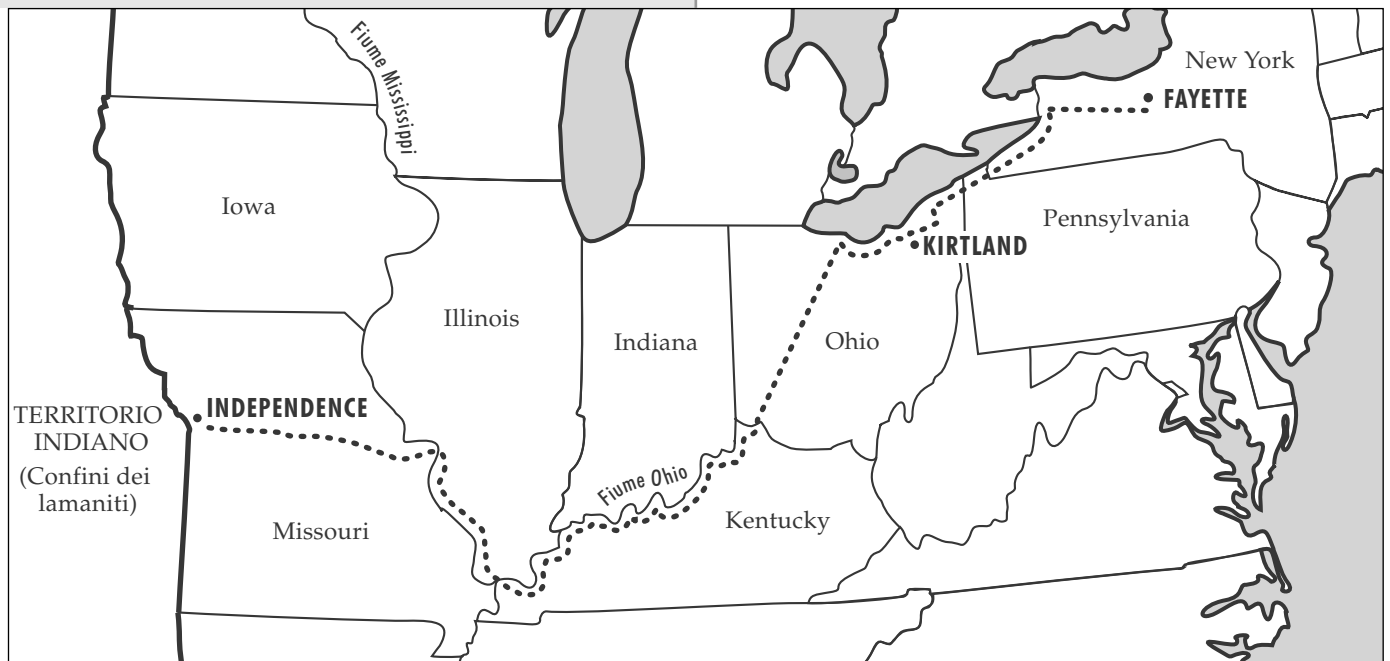 New York
FAYETTE
Fiume Mississippi
Iowa
Pennsylvania
KIRTLAND
Illinois
Indiana
Ohio
INDEPENDENCE
TERRITORIO
INDIANO
(Confini dei
lamaniti)
Fiume Ohio
Missouri
Kentucky